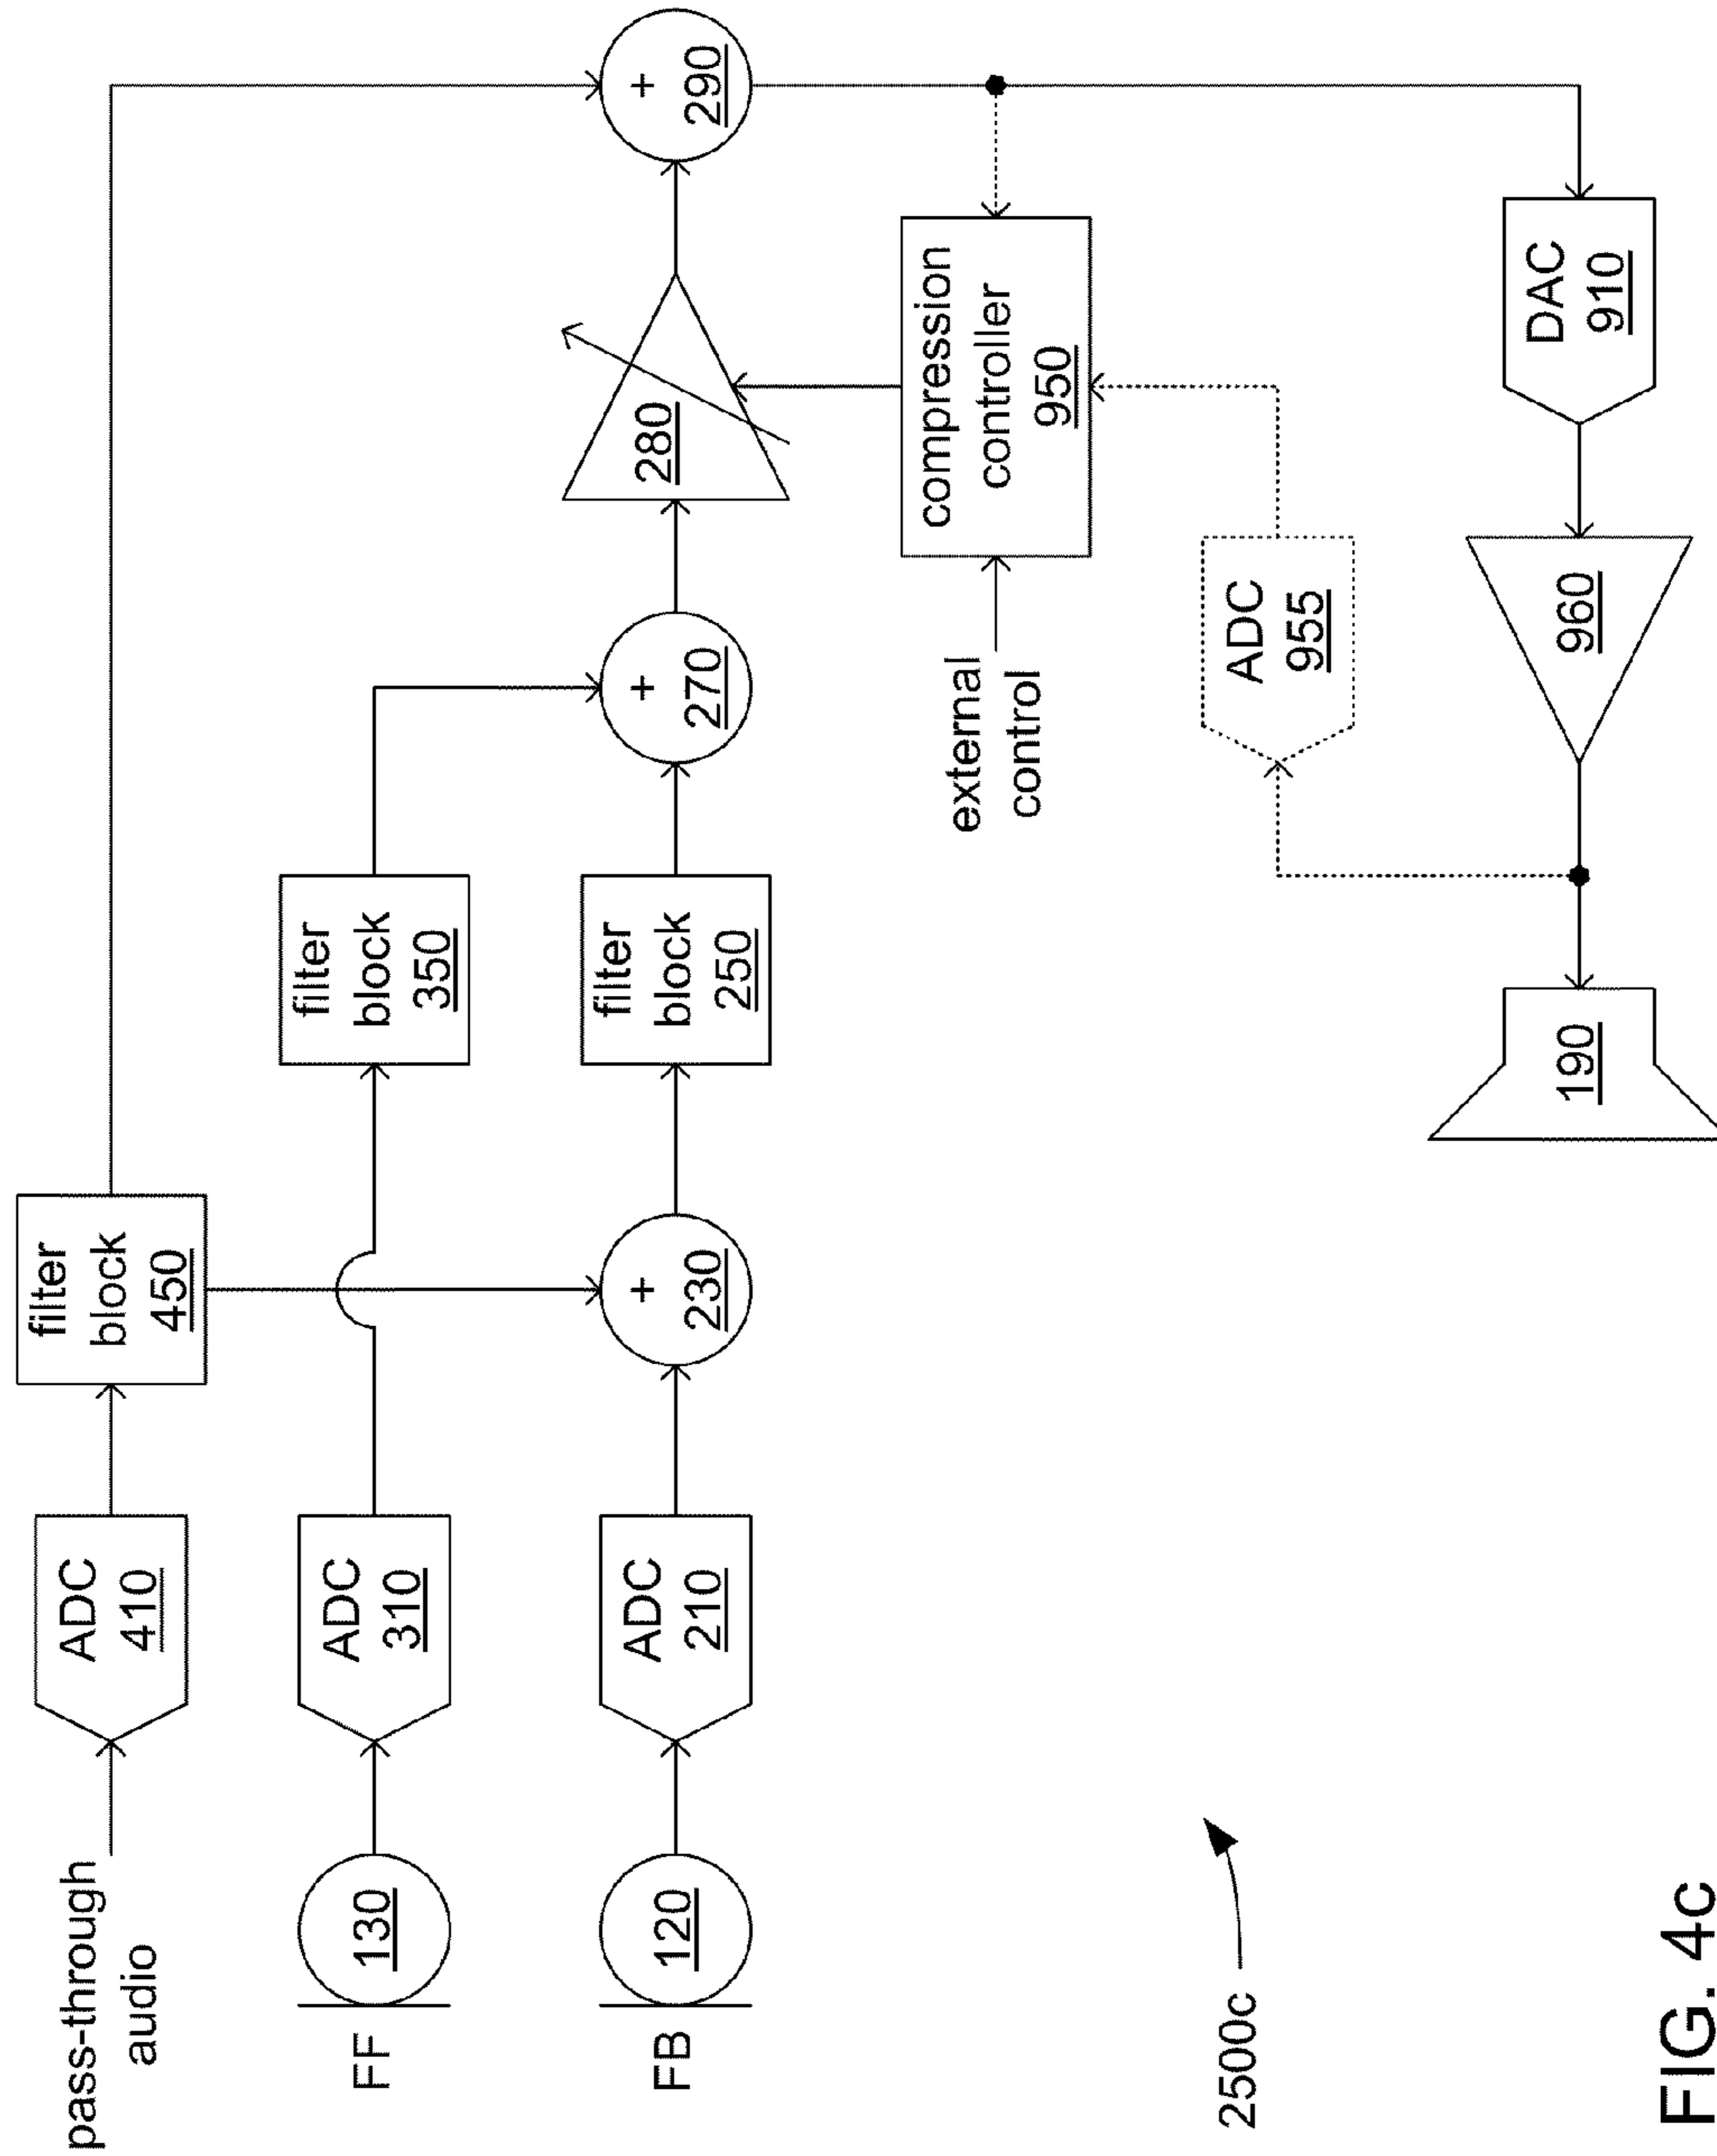 pass-through
audio
ADC
410
filter
block
450
FF
130
ADC
310
filter
block
350
FB
120
ADC
210
+
230
filter
block
250
+
270
280
+
290
external
control
compression
controller
950
ADC
955
2500c
190
960
DAC
910
FIG. 4c